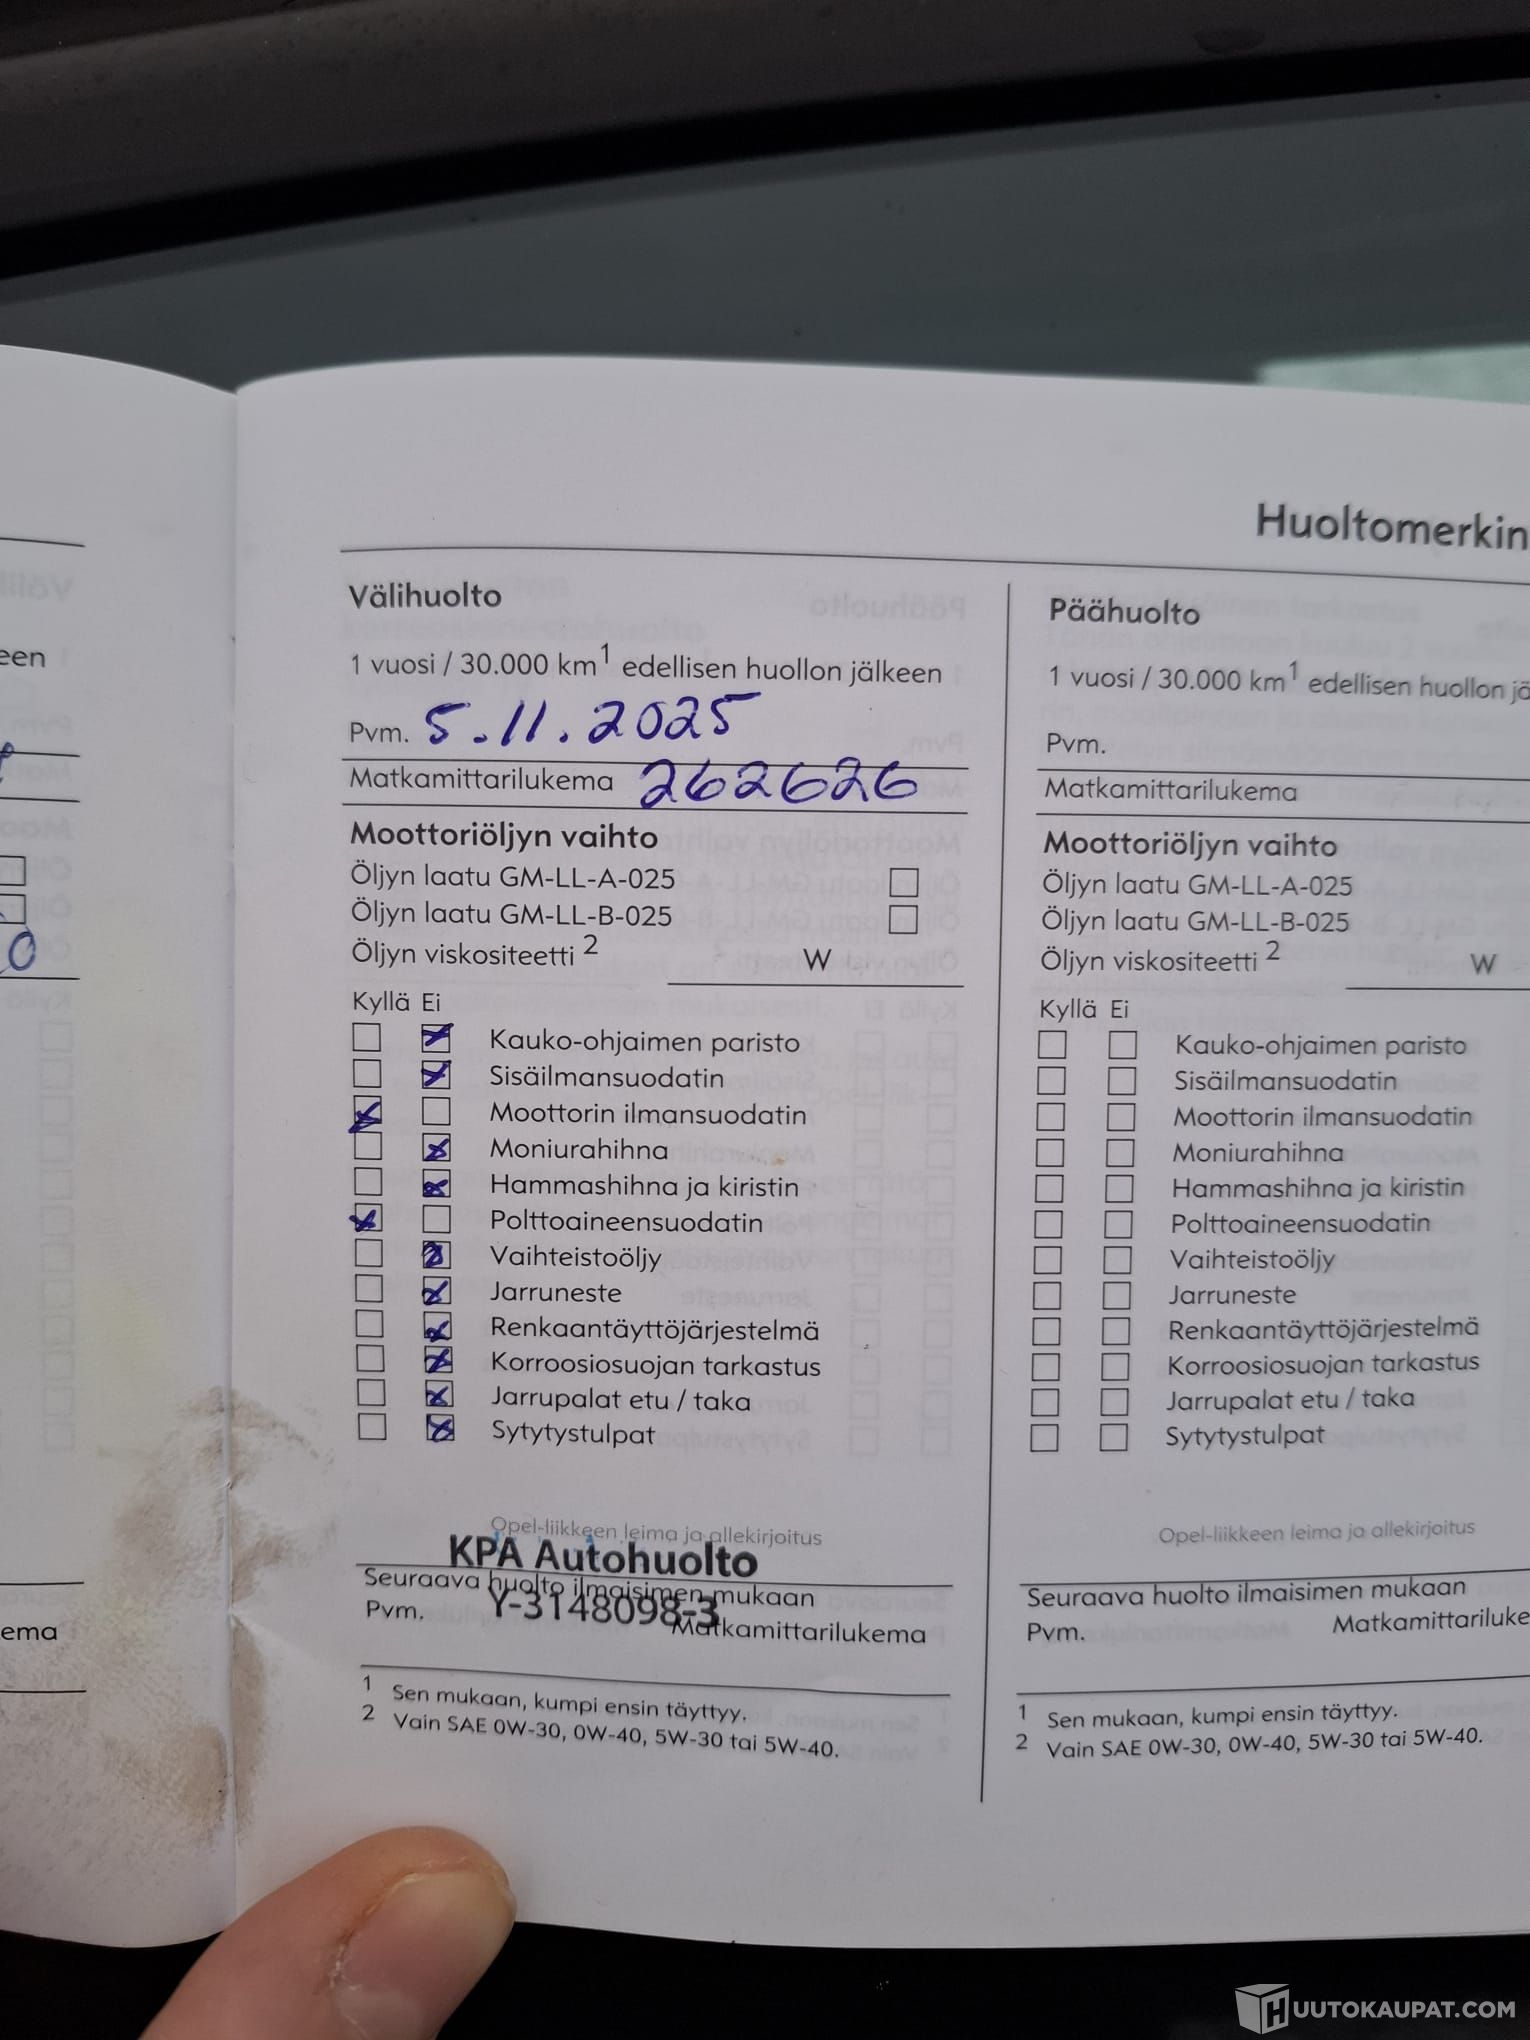 een
ema
Huoltomerkin
Välihuolto
1 vuosi / 30.000 km1 edellisen huollon jälkeen
Pvm. 5.11.2025
Matkamittarilukema 262626
Moottoriöljyn vaihto
Öljyn laatu GM-LL-A-025
Öljyn laatu GM-LL-B-025
Öljyn viskositeetti 2 W
Kyllä Ei
Kauko-ohjaimen paristo
Sisäilmansuodatin
Moottorin ilmansuodatin
Moniurahihna
Hammashihna ja kiristin
Polttoaineensuodatin
Vaihteistoöljy
Jarruneste
Renkaantäyttöjärjestelmä
Korroosiosuojan tarkastus
Jarrupalat etu / taka
Sytytystulpat
Opel-liikkeen leima ja allekirjoitus
KPA Autohuolto
Seuraava huolto ilmaisimen mukaan
Y-3148098-3
Pvm. Matkamittarilukema
1 Sen mukaan, kumpi ensin täyttyy.
2 Vain SAE 0W-30, 0W-40, 5W-30 tai 5W-40.
Päähuolto
1 vuosi / 30.000 km1 edellisen huollon jä
Pvm.
Matkamittarilukema
Moottoriöljyn vaihto
Öljyn laatu GM-LL-A-025
Öljyn laatu GM-LL-B-025
Öljyn viskositeetti 2 W
Kyllä Ei
Kauko-ohjaimen paristo
Sisäilmansuodatin
Moottorin ilmansuodatin
Moniurahihna
Hammashihna ja kiristin
Polttoaineensuodatin
Vaihteistoöljy
Jarruneste
Renkaantäyttöjärjestelmä
Korroosiosuojan tarkastus
Jarrupalat etu / taka
Sytytystulpat
Opel-liikkeen leima ja allekirjoitus
Seuraava huolto ilmaisimen mukaan
Pvm. Matkamittariluke
1 Sen mukaan, kumpi ensin täyttyy.
2 Vain SAE 0W-30, 0W-40, 5W-30 tai 5W-40.
HUUTOKAUPAT.COM